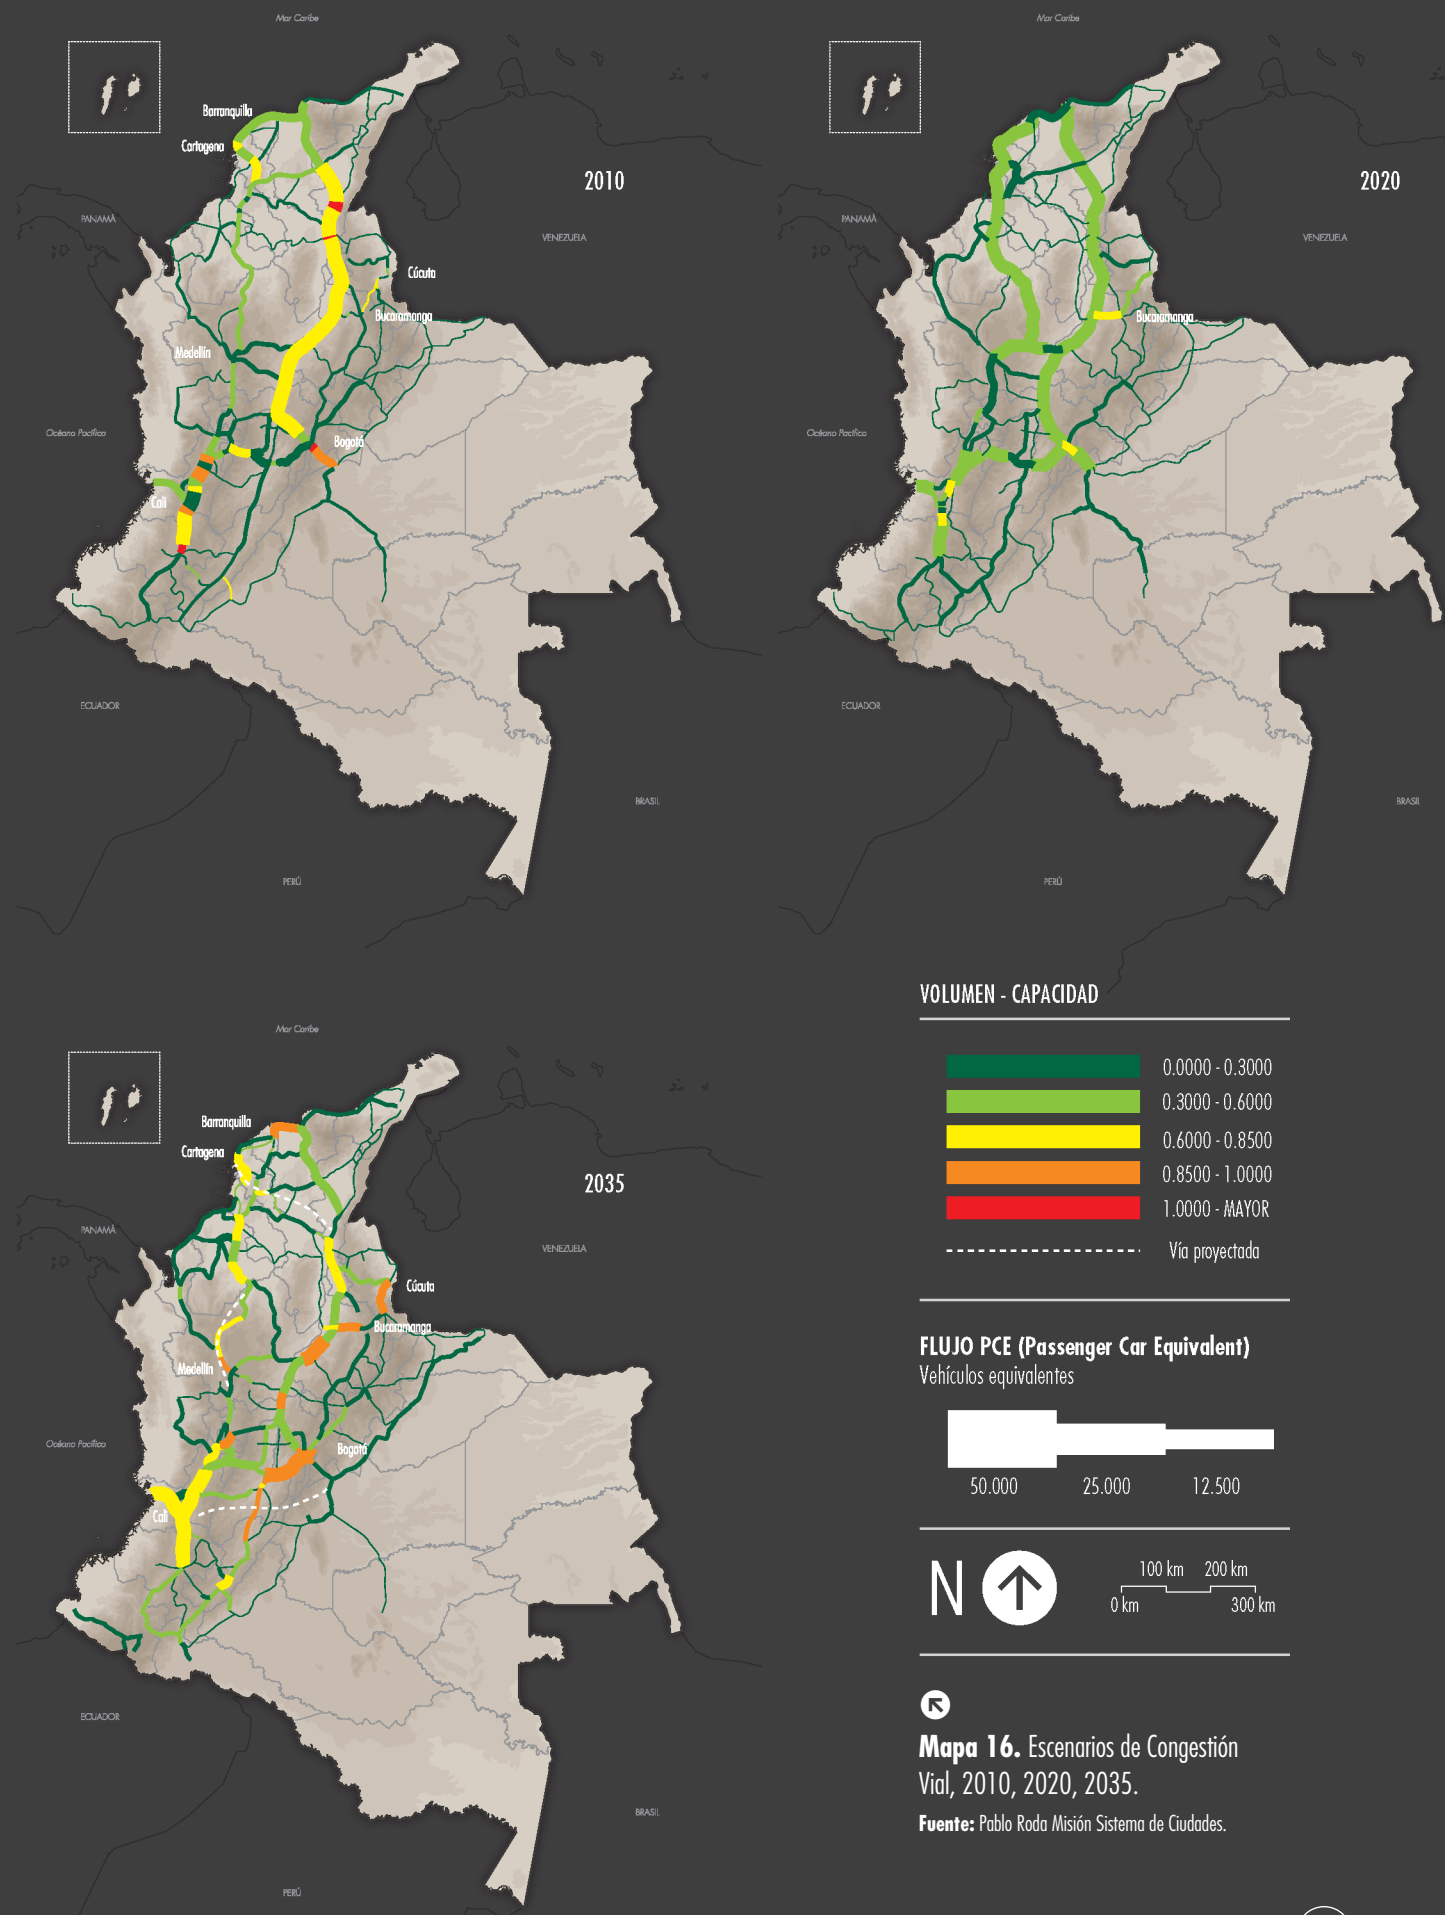 Mar Caribe
Barranquilla
Cartagena
2010
PANAMÁ
VENEZUELA
Cúcuta
Bucaramanga
Medellín
Océano Pacífico
Bogotá
Cali
ECUADOR
BRASIL
PERÚ
Mar Caribe
2020
PANAMÁ
VENEZUELA
Bucaramanga
Océano Pacífico
ECUADOR
BRASIL
PERÚ
Mar Caribe
Barranquilla
Cartagena
2035
PANAMÁ
VENEZUELA
Cúcuta
Bucaramanga
Medellín
Océano Pacífico
Bogotá
Cali
ECUADOR
BRASIL
PERÚ
VOLUMEN - CAPACIDAD
0.0000 - 0.3000
0.3000 - 0.6000
0.6000 - 0.8500
0.8500 - 1.0000
1.0000 - MAYOR
Vía proyectada
FLUJO PCE (Passenger Car Equivalent)
Vehículos equivalentes
50.000 25.000 12.500
N
100 km 200 km
0 km 300 km
Mapa 16. Escenarios de Congestión
Vial, 2010, 2020, 2035.
Fuente: Pablo Roda Misión Sistema de Ciudades.